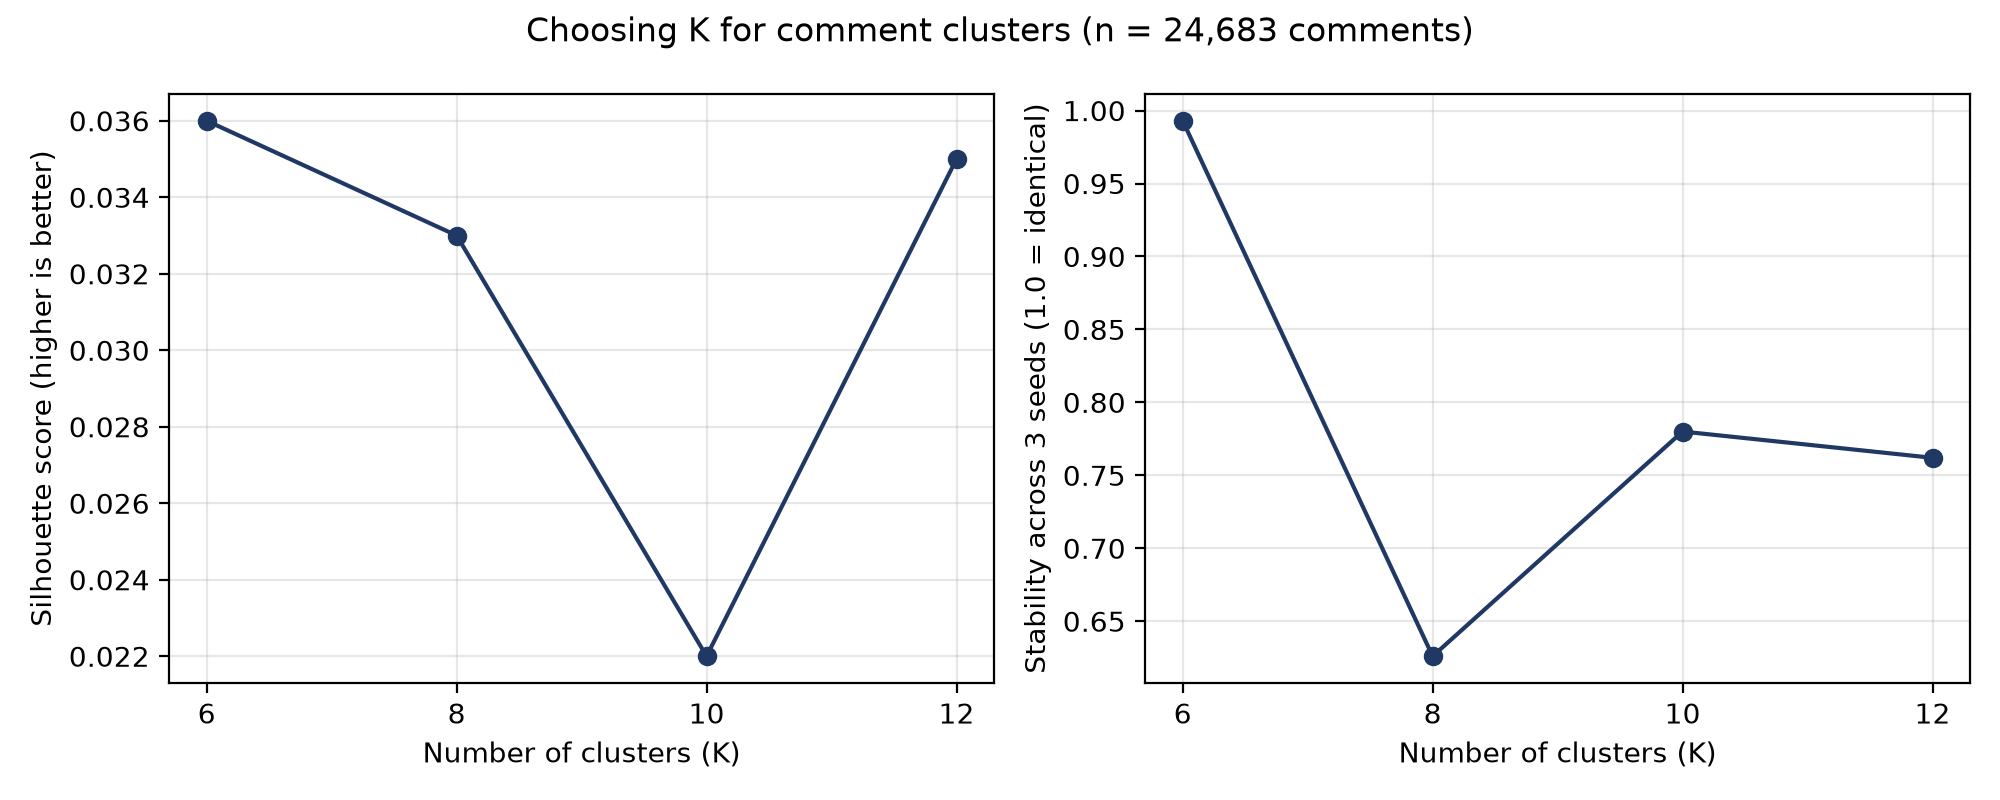 Choosing K for comment clusters (n = 24,683 comments)
Silhouette score (higher is better)
0.036
0.034
0.032
0.030
0.028
0.026
0.024
0.022
6 8 10 12
Number of clusters (K)
Stability across 3 seeds (1.0 = identical)
1.00
0.95
0.90
0.85
0.80
0.75
0.70
0.65
6 8 10 12
Number of clusters (K)